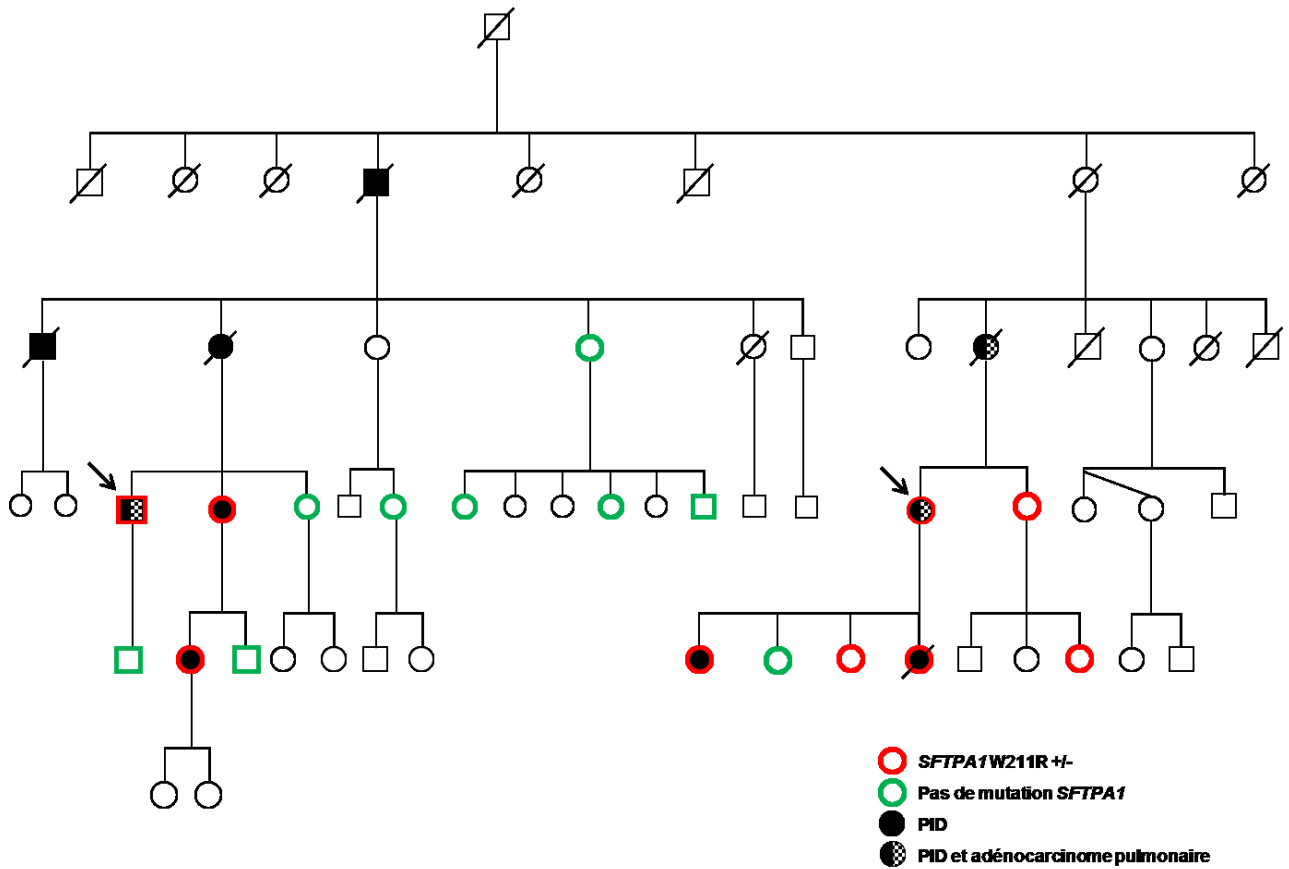 SFTPA1 W211R +/-
Pas de mutation SFTPA1
PID
PID et adénocarcinome pulmonaire